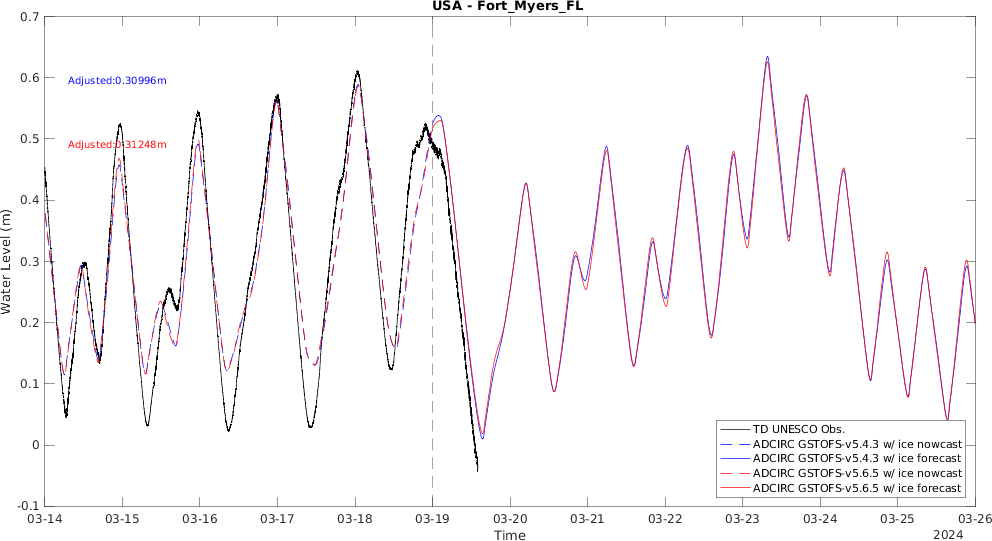 USA - Fort_Myers_FL
0.7
0.6
0.5
0.4
0.3
0.2
0.1
0
-0.1
Water Level (m)
Adjusted:0.30996m
Adjusted:0.31248m
TD UNESCO Obs.
ADCIRC GSTOFS-v5.4.3 w/ ice nowcast
ADCIRC GSTOFS-v5.4.3 w/ ice forecast
ADCIRC GSTOFS-v5.6.5 w/ ice nowcast
ADCIRC GSTOFS-v5.6.5 w/ ice forecast
03-14 03-15 03-16 03-17 03-18 03-19 03-20 03-21 03-22 03-23 03-24 03-25 03-26
Time
2024